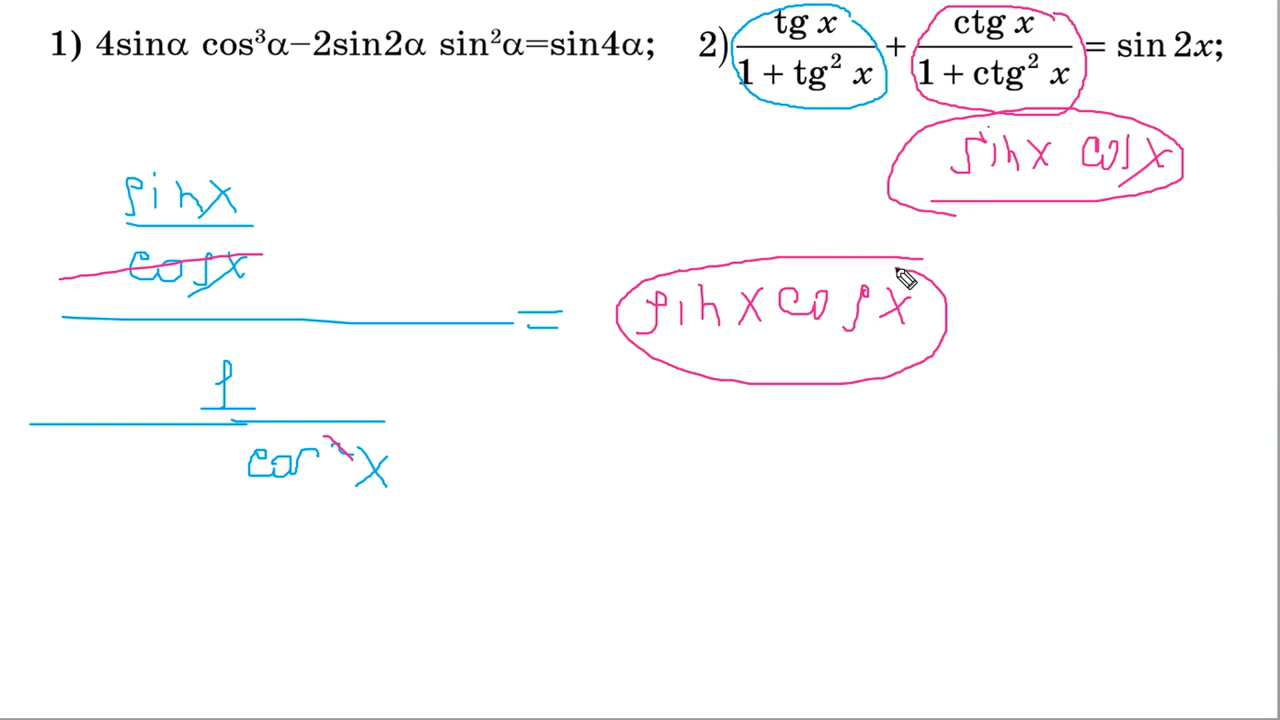 1) 4sinα cos³α−2sin2α sin²α=sin4α; 2) tg x / 1 + tg² x + ctg x / 1 + ctg² x = sin 2x;
sin x cos x
sin x
cos x
= sin x cos x
1
cos² x